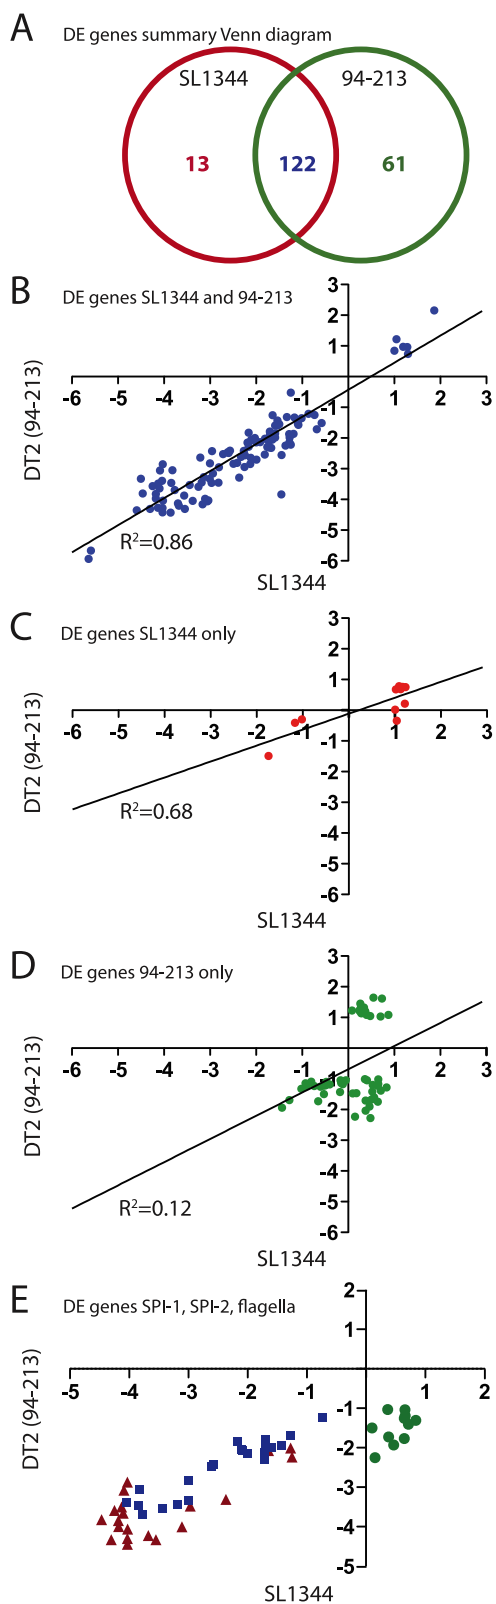 A DE genes summary Venn diagram
SL1344 94-213
13 122 61
B DE genes SL1344 and 94-213
3
2
1
-6 -5 -4 -3 -2 -1 0 1 2 3
-1
-2
-3
-4
-5
-6
DT2 (94-213)
R2=0.86
SL1344
C DE genes SL1344 only
3
2
1
-6 -5 -4 -3 -2 -1 0 1 2 3
-1
-2
-3
-4
-5
-6
DT2 (94-213)
R2=0.68
SL1344
D DE genes 94-213 only
3
2
1
-6 -5 -4 -3 -2 -1 0 1 2 3
-1
-2
-3
-4
-5
-6
DT2 (94-213)
R2=0.12
SL1344
E DE genes SPI-1, SPI-2, flagella
2
1
-5 -4 -3 -2 -1 0 1 2
-1
-2
-3
-4
-5
DT2 (94-213)
SL1344